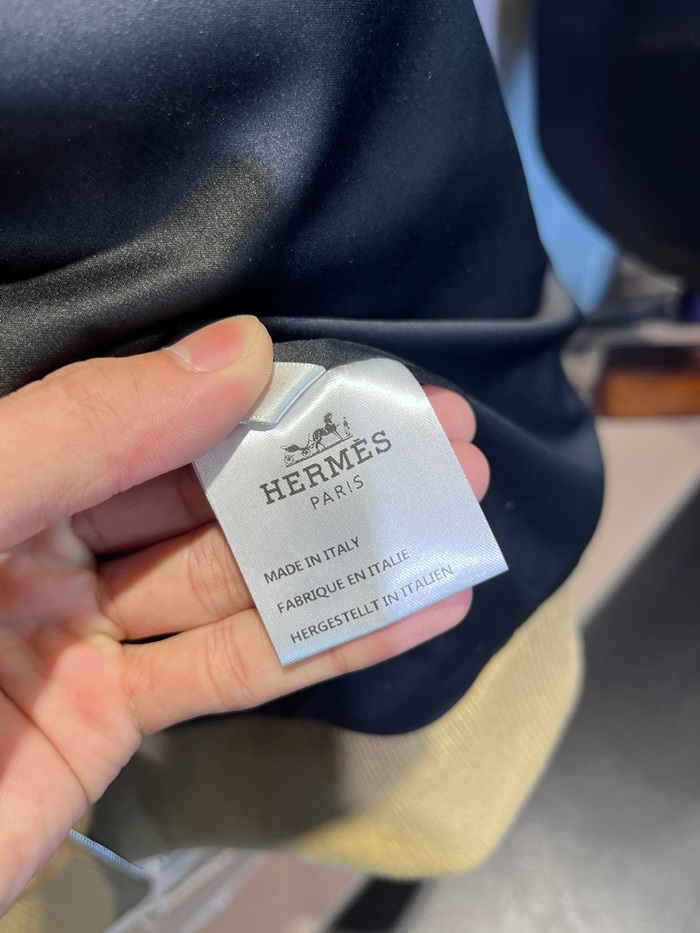 HERMÈS
PARIS
MADE IN ITALY
FABRIQUE EN ITALIE
HERGESTELLT IN ITALIEN